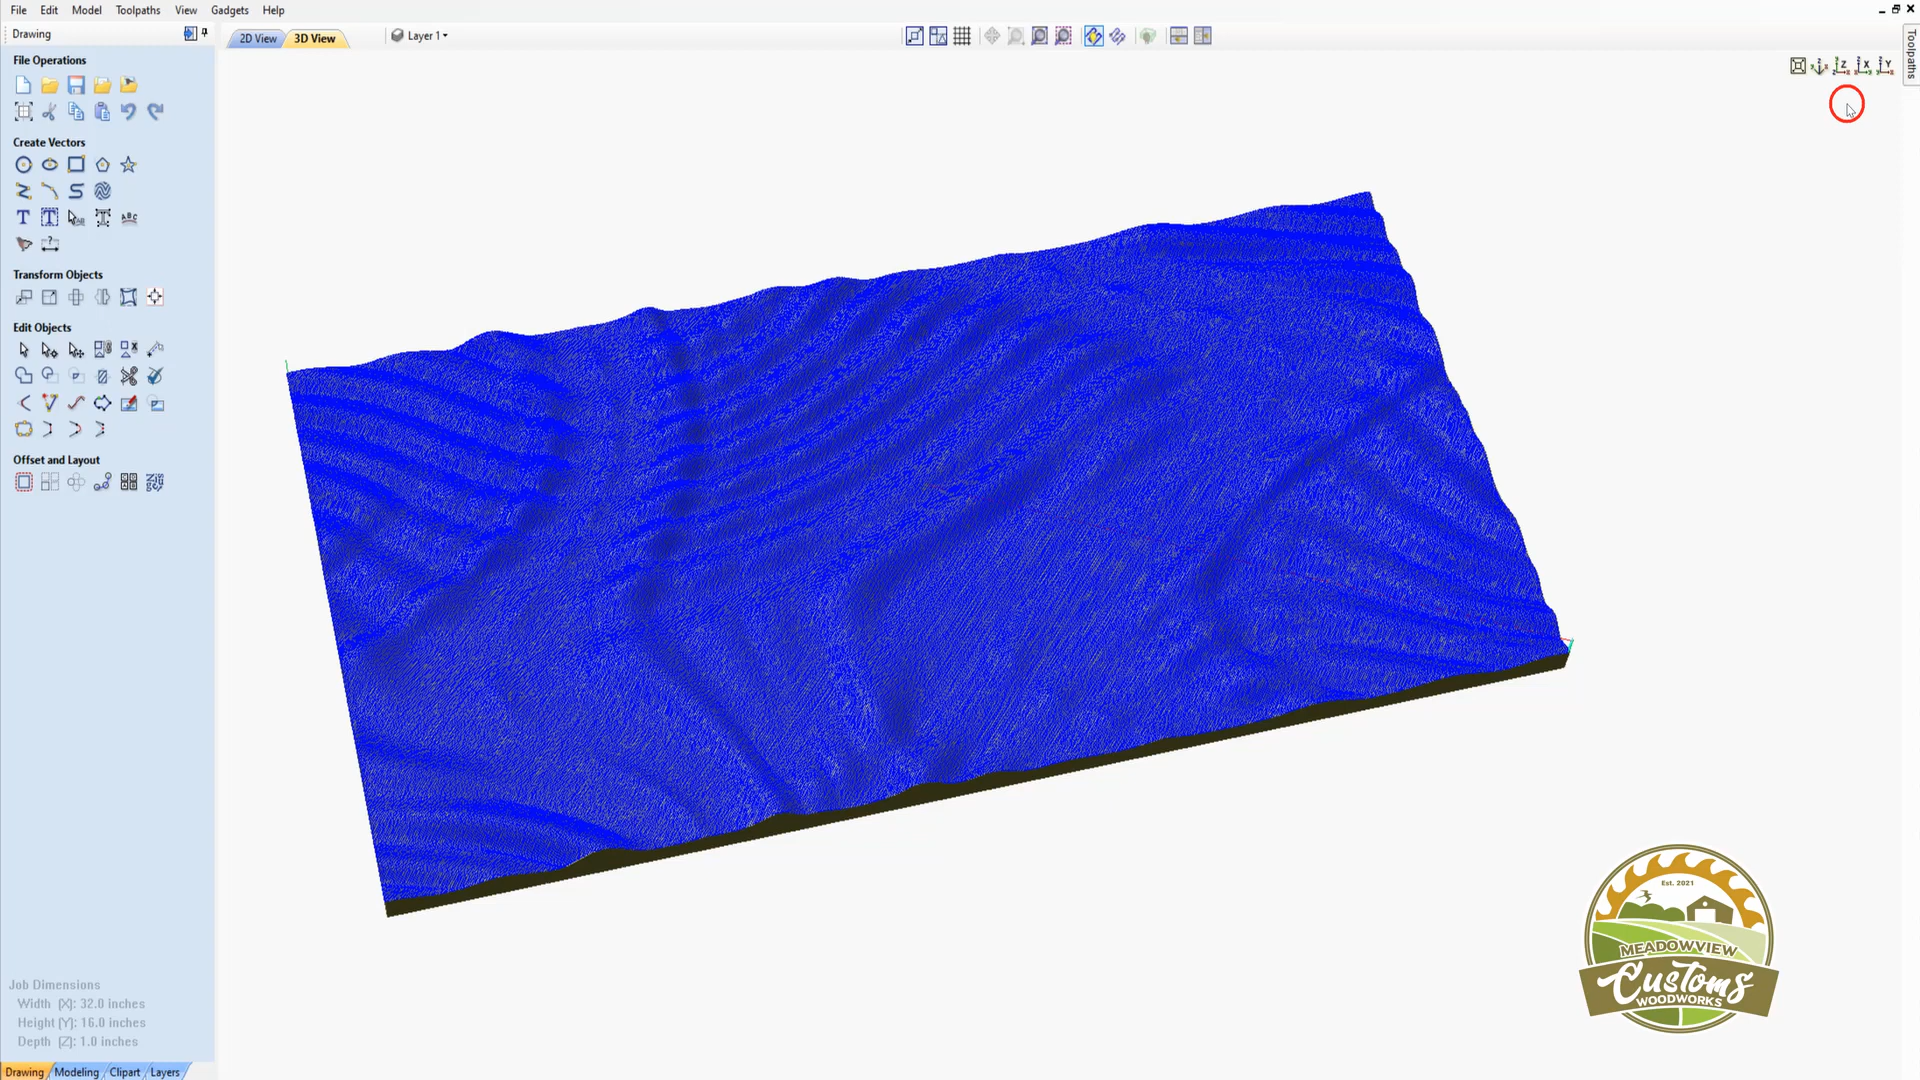 File Edit Model Toolpaths View Gadgets Help
Drawing
2D View 3D View Layer 1
Toolpaths
File Operations
Create Vectors
Transform Objects
Edit Objects
Offset and Layout
Est. 2021
MEADOWVIEW
Customs
WOODWORKS
Job Dimensions
Width (X): 32.0 inches
Height (Y): 16.0 inches
Depth (Z): 1.0 inches
Drawing Modeling Clipart Layers